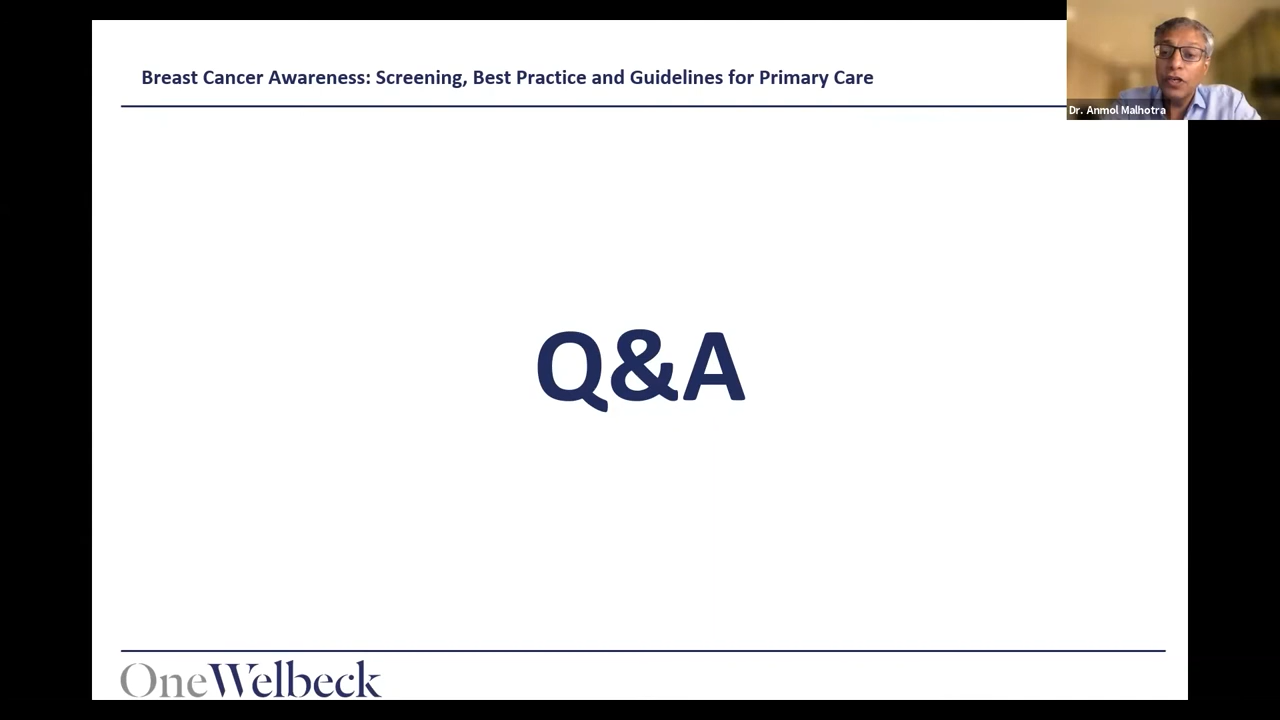 Breast Cancer Awareness: Screening, Best Practice and Guidelines for Primary Care
Dr. Anmol Malhotra
Q&A
OneWelbeck